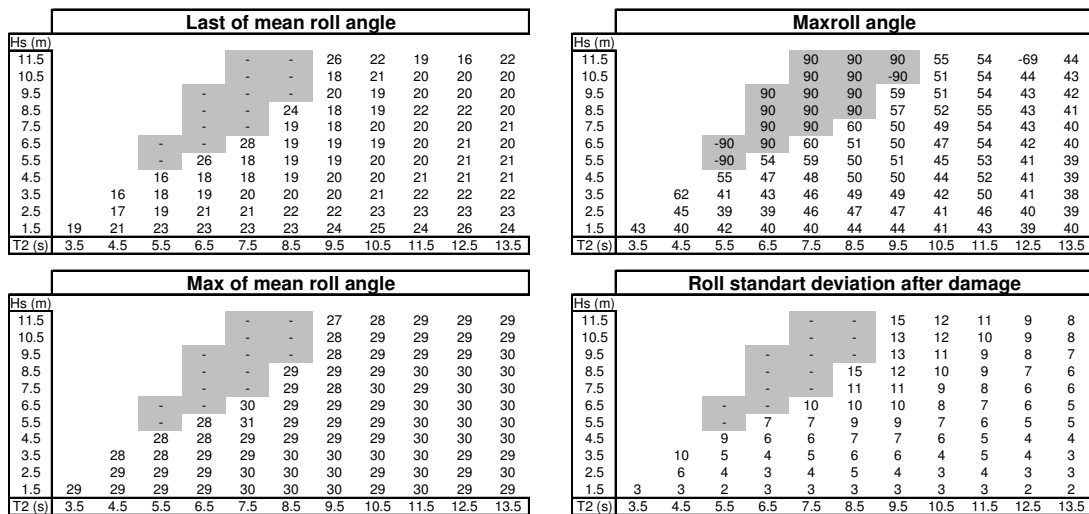 Last of mean roll angle
Hs (m)
11.5 - - 26 22 19 16 22
10.5 - - 18 21 20 20 20
9.5 - - - 20 19 20 20 20
8.5 - - 24 18 19 22 22 20
7.5 - - 19 18 20 20 20 21
6.5 - - 28 19 19 19 20 21 20
5.5 - 26 18 19 19 20 20 21 21
4.5 16 18 18 19 20 20 21 21 21
3.5 16 18 19 20 20 20 21 22 22 22
2.5 17 19 21 21 22 22 23 23 23 23
1.5 19 21 23 23 23 23 24 25 24 26 24
T2 (s) 3.5 4.5 5.5 6.5 7.5 8.5 9.5 10.5 11.5 12.5 13.5
Maxroll angle
Hs (m)
11.5 90 90 90 55 54 -69 44
10.5 90 90 -90 51 54 44 43
9.5 90 90 90 59 51 54 43 42
8.5 90 90 90 57 52 55 43 41
7.5 90 90 60 50 49 54 43 40
6.5 -90 90 60 51 50 47 54 42 40
5.5 -90 54 59 50 51 45 53 41 39
4.5 55 47 48 50 50 44 52 41 39
3.5 62 41 43 46 49 49 42 50 41 38
2.5 45 39 39 46 47 47 41 46 40 39
1.5 43 40 42 40 40 44 44 41 43 39 40
T2 (s) 3.5 4.5 5.5 6.5 7.5 8.5 9.5 10.5 11.5 12.5 13.5
Max of mean roll angle
Hs (m)
11.5 - - 27 28 29 29 29
10.5 - - 28 29 29 29 29
9.5 - - - 28 29 29 29 30
8.5 - - 29 29 29 29 30 30
7.5 - - 29 28 30 29 30 30
6.5 - - 30 29 29 29 30 30 30
5.5 - 28 31 29 29 29 30 30 30
4.5 28 28 29 29 29 29 30 30 30
3.5 28 28 29 29 30 30 30 30 30 30
2.5 29 29 29 29 30 30 30 30 30 30
1.5 29 29 29 29 30 30 30 29 30 29 29
T2 (s) 3.5 4.5 5.5 6.5 7.5 8.5 9.5 10.5 11.5 12.5 13.5
Roll standart deviation after damage
Hs (m)
11.5 - - 15 12 11 9 8
10.5 - - 13 12 10 9 8
9.5 - - - 13 11 9 8 7
8.5 - - 15 12 10 9 7 6
7.5 - - 11 11 9 8 6 6
6.5 - - 10 10 10 8 7 6 5
5.5 - 7 7 9 9 7 6 5 5
4.5 9 6 6 7 7 6 5 4 4
3.5 10 5 4 5 6 6 4 5 4 3
2.5 6 4 3 4 5 4 3 4 3 3
1.5 3 3 2 3 3 3 3 3 3 2 2
T2 (s) 3.5 4.5 5.5 6.5 7.5 8.5 9.5 10.5 11.5 12.5 13.5